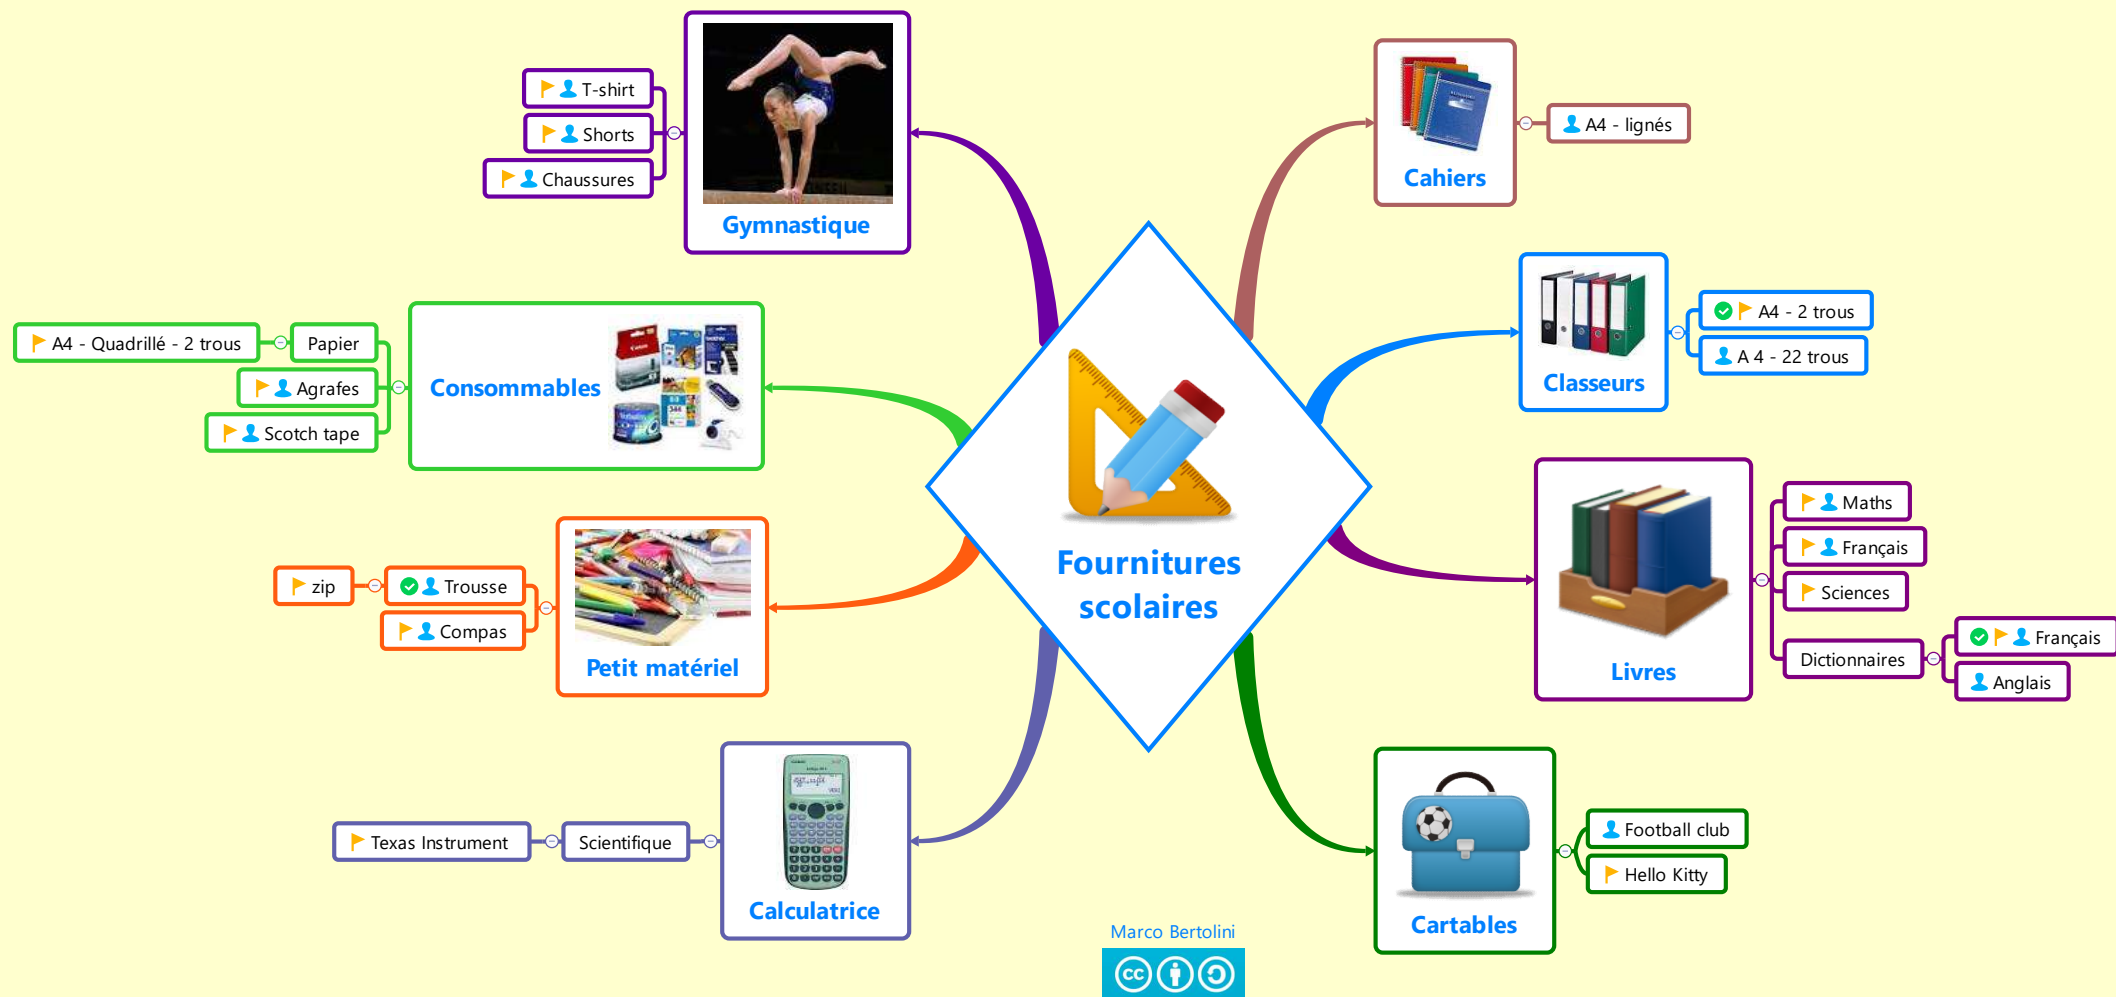 Fournitures
scolaires
Cahiers
A4 - lignés
Classeurs
A4 - 2 trous
A 4 - 22 trous
Livres
Maths
Français
Sciences
Dictionnaires
Français
Anglais
Cartables
Football club
Hello Kitty
Gymnastique
T-shirt
Shorts
Chaussures
Consommables
Papier
A4 - Quadrillé - 2 trous
Agrafes
Scotch tape
Petit matériel
Trousse
zip
Compas
Calculatrice
Scientifique
Texas Instrument
Marco Bertolini
cc